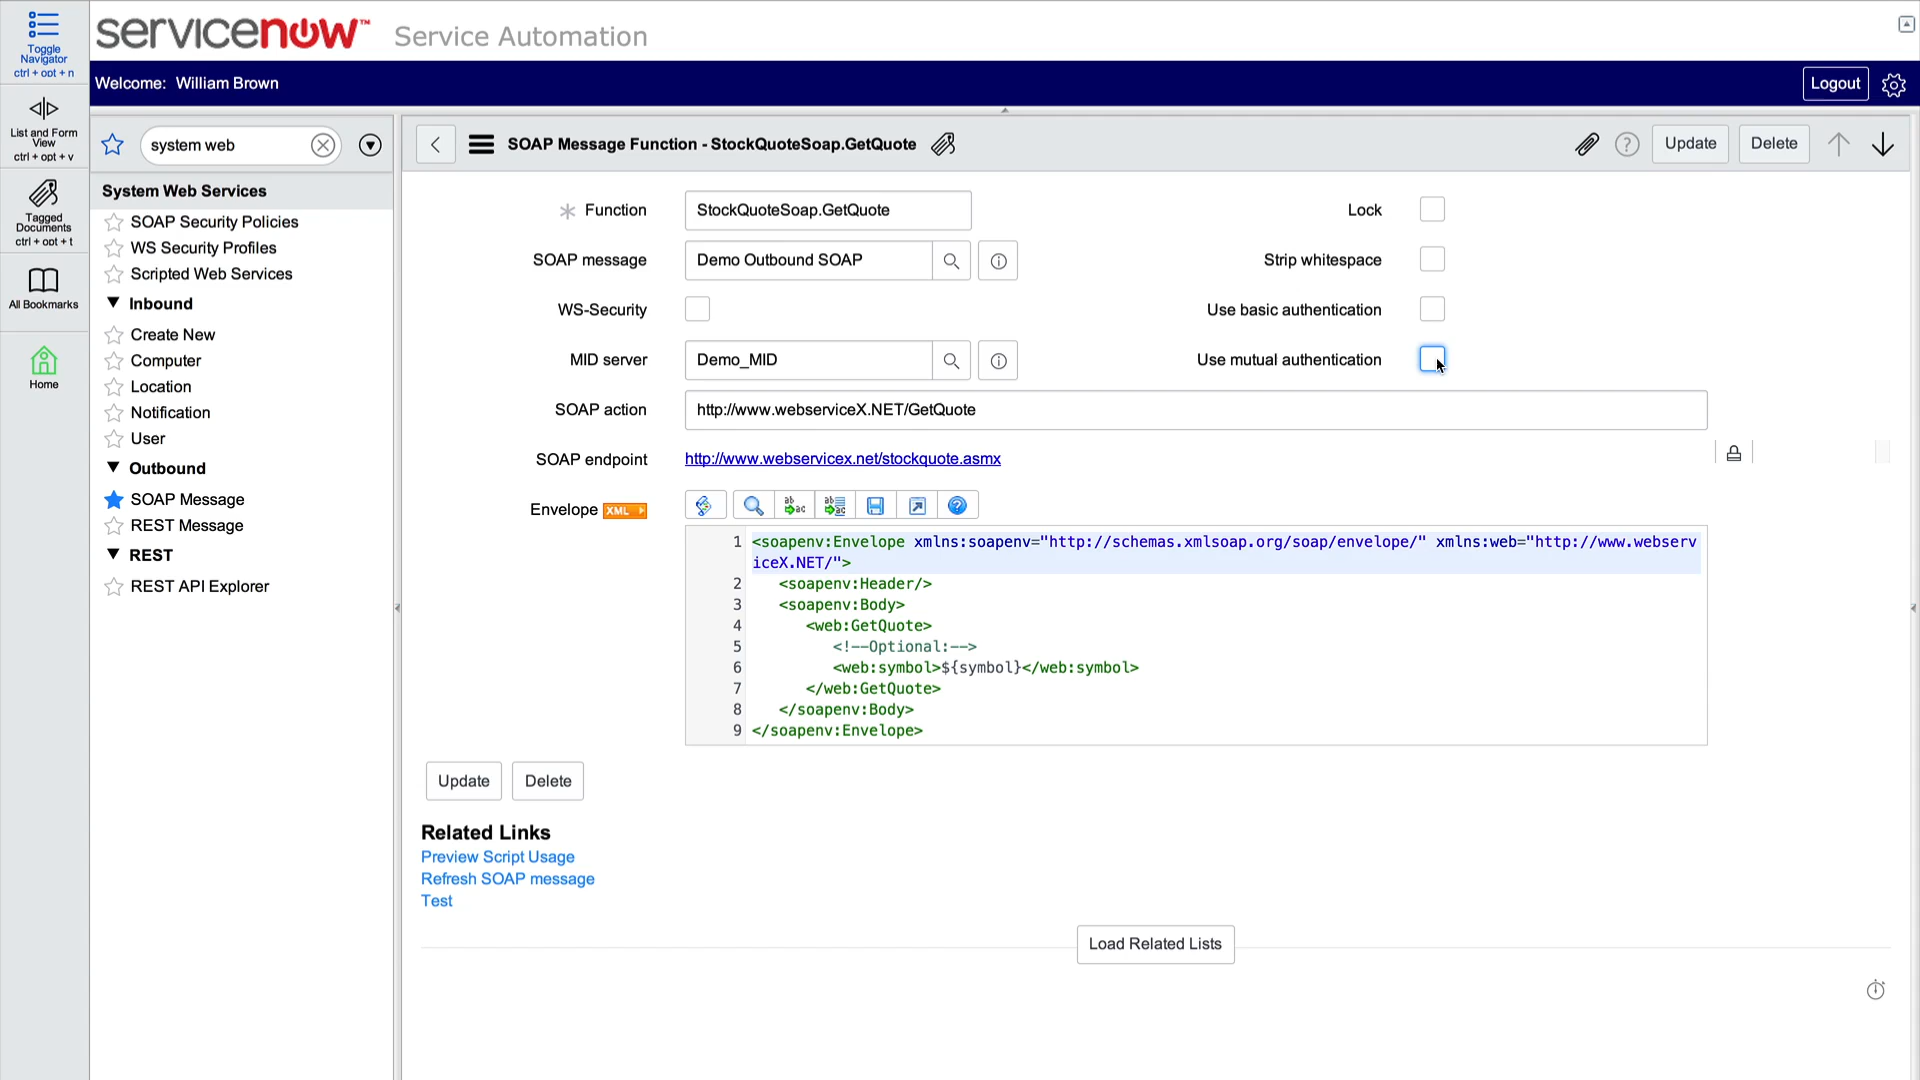 Toggle
Navigator
ctrl + opt + n
List and Form
View
ctrl + opt + v
Tagged
Documents
ctrl + opt + t
All Bookmarks
Home
servicenow™ Service Automation
Welcome: William Brown
Logout
system web
System Web Services
SOAP Security Policies
WS Security Profiles
Scripted Web Services
Inbound
Create New
Computer
Location
Notification
User
Outbound
SOAP Message
REST Message
REST
REST API Explorer
SOAP Message Function - StockQuoteSoap.GetQuote
Update
Delete
Function StockQuoteSoap.GetQuote
Lock
SOAP message Demo Outbound SOAP
Strip whitespace
WS-Security
Use basic authentication
MID server Demo_MID
Use mutual authentication
SOAP action http://www.webserviceX.NET/GetQuote
SOAP endpoint http://www.webservicex.net/stockquote.asmx
Envelope XML
ab ac
ab ac
1 <soapenv:Envelope xmlns:soapenv="http://schemas.xmlsoap.org/soap/envelope/" xmlns:web="http://www.webserv
iceX.NET/">
2 <soapenv:Header/>
3 <soapenv:Body>
4 <web:GetQuote>
5 <!--Optional:-->
6 <web:symbol>${symbol}</web:symbol>
7 </web:GetQuote>
8 </soapenv:Body>
9 </soapenv:Envelope>
Update
Delete
Related Links
Preview Script Usage
Refresh SOAP message
Test
Load Related Lists